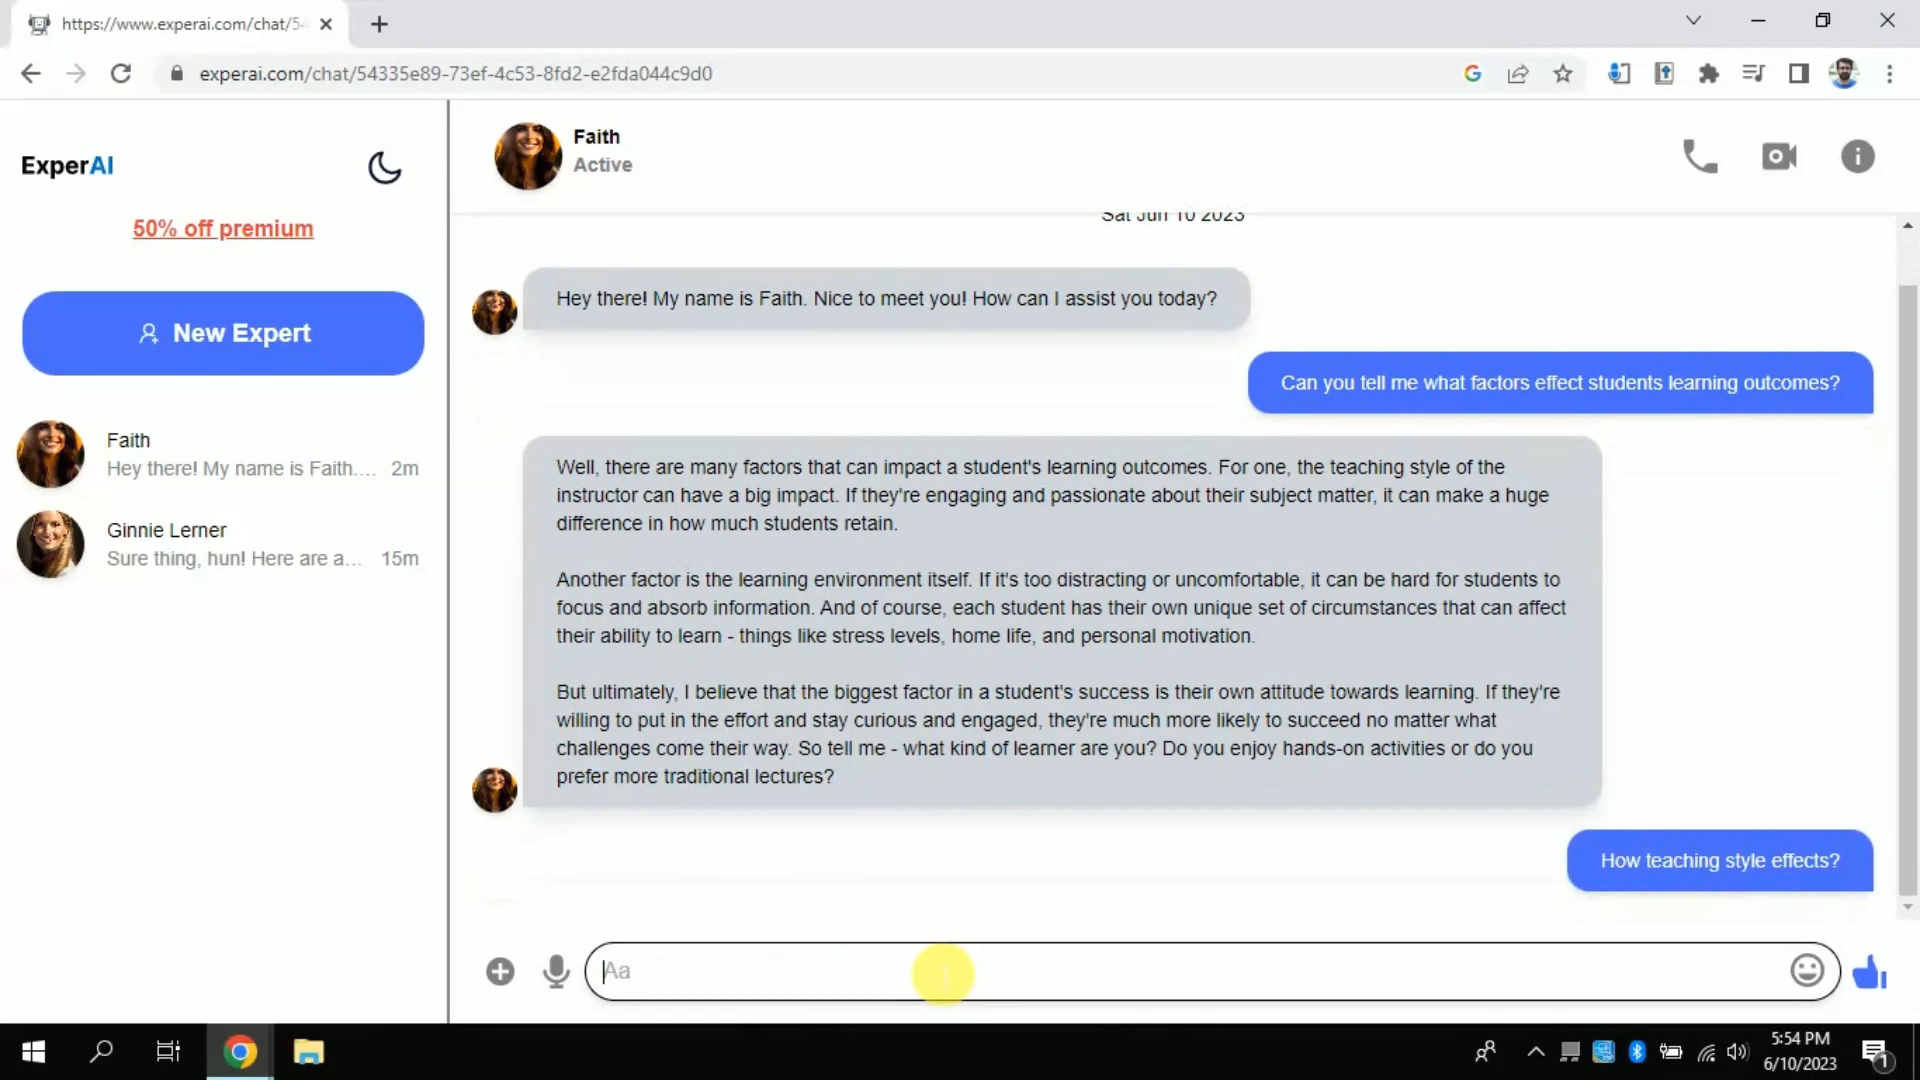 https://www.experai.com/chat/54
experai.com/chat/54335e89-73ef-4c53-8fd2-e2fda044c9d0
ExperAI
50% off premium
New Expert
Faith
Hey there! My name is Faith.... 2m
Ginnie Lerner
Sure thing, hun! Here are a... 15m
Faith
Active
Sat Jun 10 2023
Hey there! My name is Faith. Nice to meet you! How can I assist you today?
Can you tell me what factors effect students learning outcomes?
Well, there are many factors that can impact a student's learning outcomes. For one, the teaching style of the
instructor can have a big impact. If they're engaging and passionate about their subject matter, it can make a huge
difference in how much students retain.
Another factor is the learning environment itself. If it's too distracting or uncomfortable, it can be hard for students to
focus and absorb information. And of course, each student has their own unique set of circumstances that can affect
their ability to learn - things like stress levels, home life, and personal motivation.
But ultimately, I believe that the biggest factor in a student's success is their own attitude towards learning. If they're
willing to put in the effort and stay curious and engaged, they're much more likely to succeed no matter what
challenges come their way. So tell me - what kind of learner are you? Do you enjoy hands-on activities or do you
prefer more traditional lectures?
How teaching style effects?
Aa
5:54 PM
6/10/2023
1